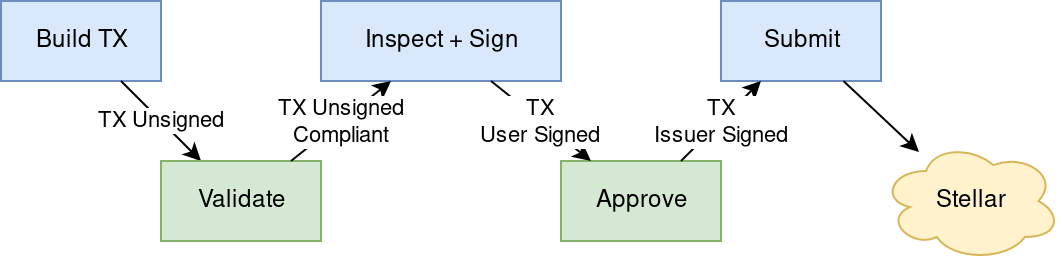 Build TX
Inspect + Sign
Submit
TX Unsigned
TX Unsigned
Compliant
TX
User Signed
TX
Issuer Signed
Validate
Approve
Stellar